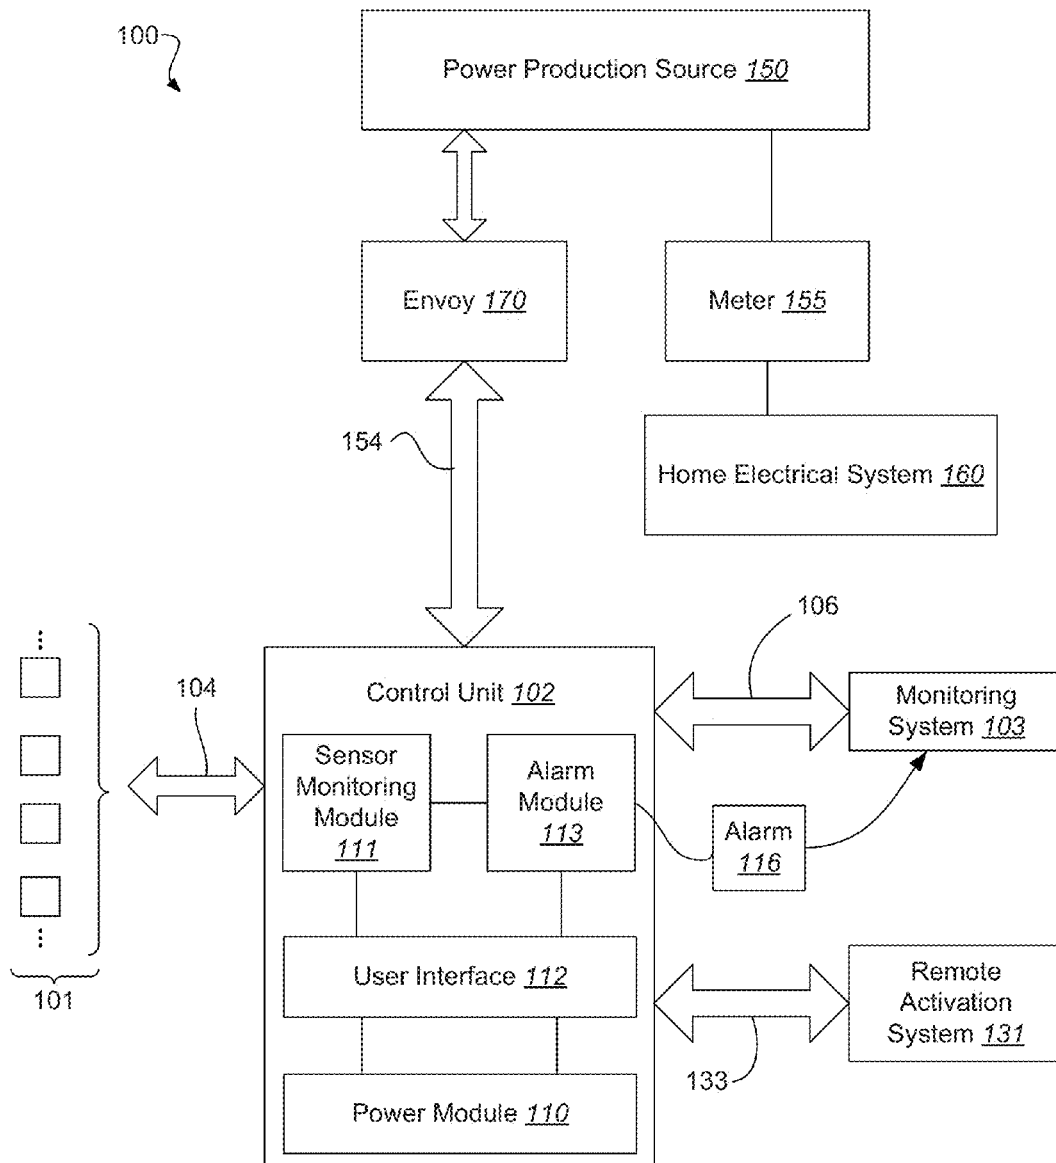 100
Power Production Source 150
Envoy 170
Meter 155
154
Home Electrical System 160
106
104
Control Unit 102
Monitoring
System 103
Sensor
Monitoring
Module
111
Alarm
Module
113
Alarm
116
User Interface 112
Remote
Activation
System 131
101
133
Power Module 110